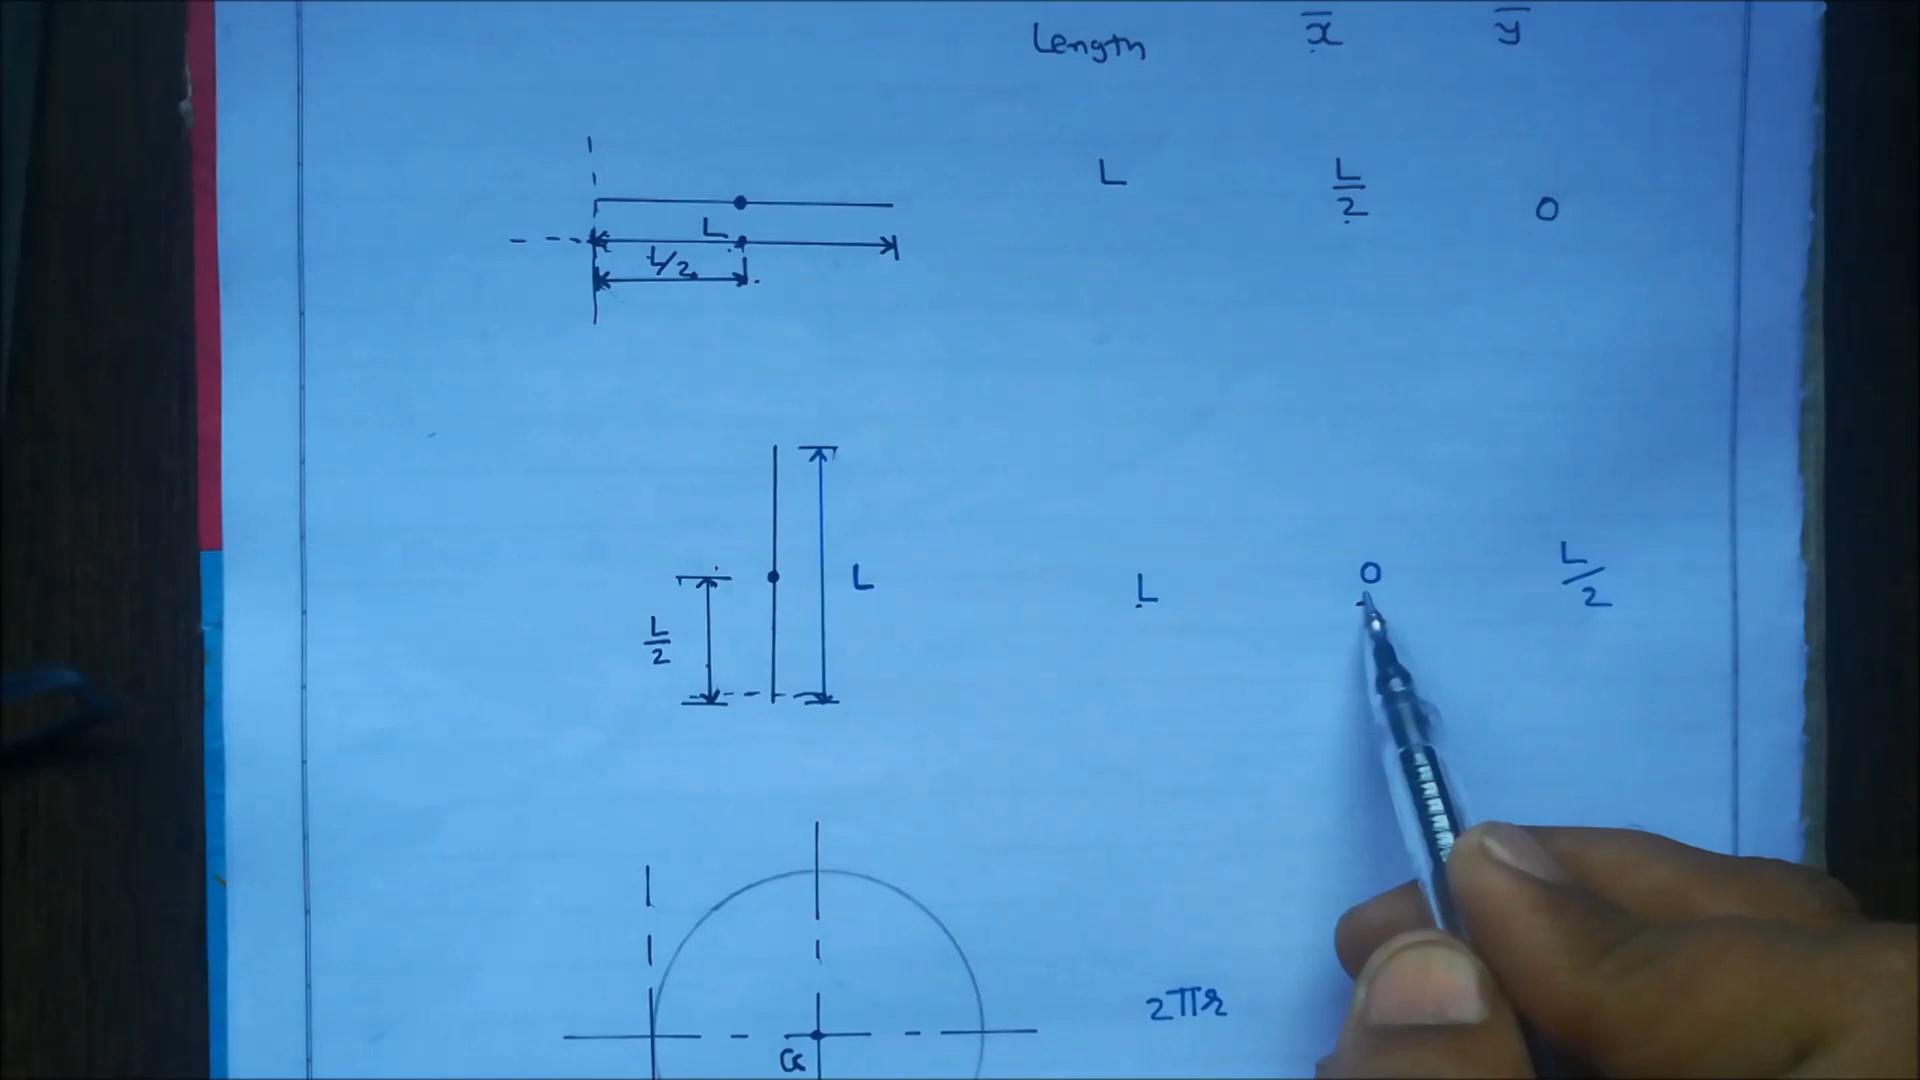 Length x̄ ȳ
L L/2 0
L
L/2
L L 0 L/2
L/2
2πr
G